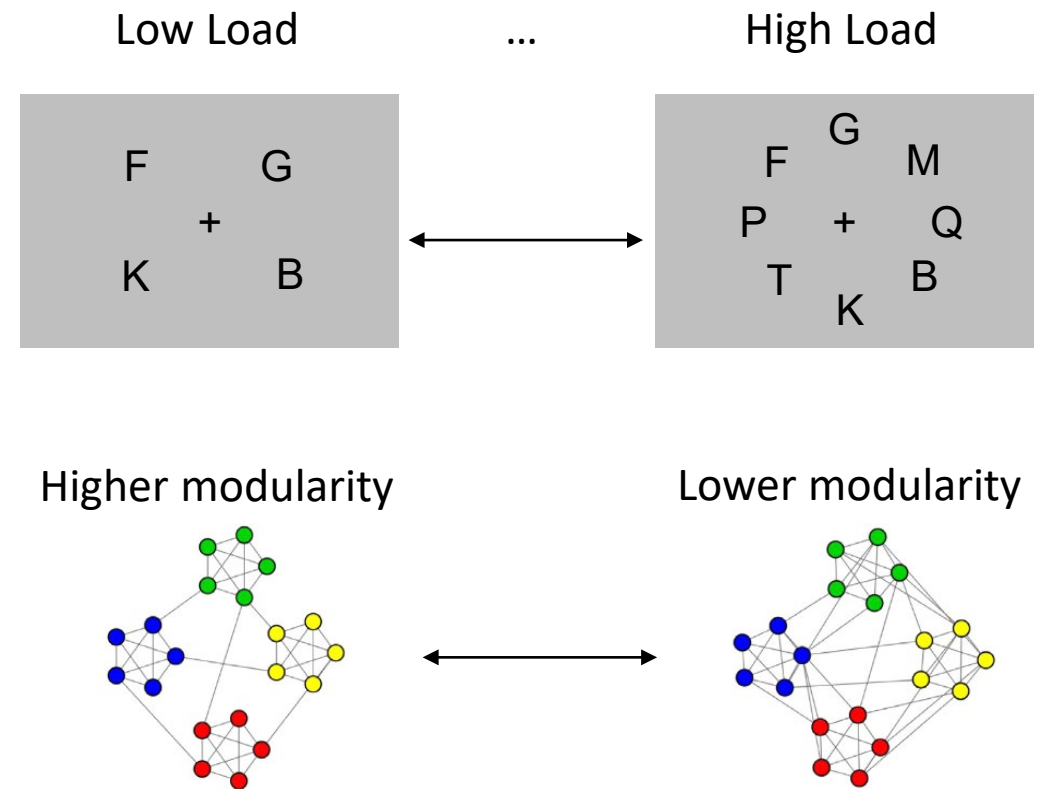 Low Load ... High Load
F G
+
K B
G
F M
P + Q
T B
K
Higher modularity Lower modularity